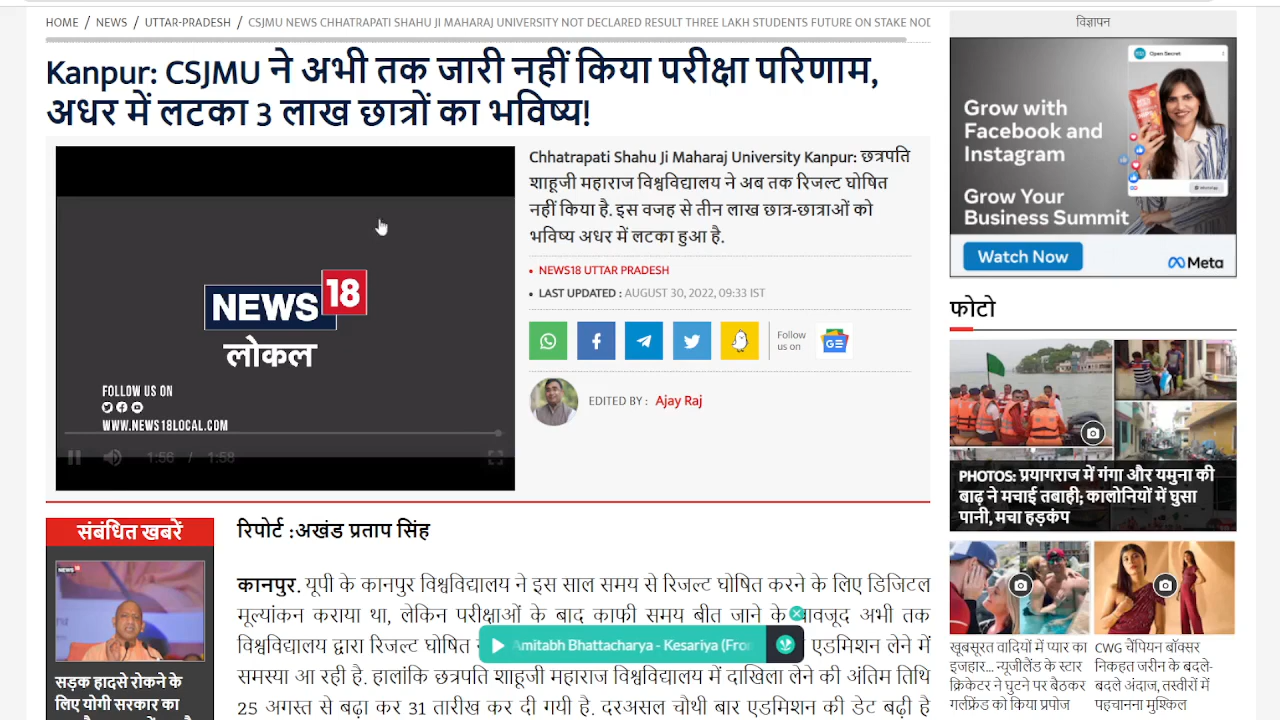 HOME / NEWS / UTTAR-PRADESH / CSJMU NEWS CHHATRAPATI SHAHU JI MAHARAJ UNIVERSITY NOT DECLARED RESULT THREE LAKH STUDENTS FUTURE ON STAKE
Kanpur: CSJMU ने अभी तक जारी नहीं किया परीक्षा परिणाम,
अधर में लटका 3 लाख छात्रों का भविष्य!
NEWS 18
लोकल
FOLLOW US ON
WWW.NEWS18LOCAL.COM
1:56 / 1:58
Chhatrapati Shahu Ji Maharaj University Kanpur: छत्रपति
शाहूजी महाराज विश्वविद्यालय ने अब तक रिजल्ट घोषित
नहीं किया है. इस वजह से तीन लाख छात्र-छात्राओं को
भविष्य अधर में लटका हुआ है.
NEWS18 UTTAR PRADESH
LAST UPDATED : AUGUST 30, 2022, 09:33 IST
Follow
us on
EDITED BY : Ajay Raj
संबंधित खबरें
NEWS18
सड़क हादसे रोकने के
लिए योगी सरकार का
रिपोर्ट :अखंड प्रताप सिंह
कानपुर. यूपी के कानपुर विश्वविद्यालय ने इस साल समय से रिजल्ट घोषित करने के लिए डिजिटल
मूल्यांकन कराया था, लेकिन परीक्षाओं के बाद काफी समय बीत जाने के बावजूद अभी तक
विश्वविद्यालय द्वारा रिजल्ट घोषित एडमिशन लेने में
Amitabh Bhattacharya - Kesariya (Fro
समस्या आ रही है. हालांकि छत्रपति शाहूजी महाराज विश्वविद्यालय में दाखिला लेने की अंतिम तिथि
25 अगस्त से बढ़ा कर 31 तारीख कर दी गयी है. दरअसल चौथी बार एडमिशन की डेट बढ़ी है
विज्ञापन
Open Secret
Grow with
Facebook and
Instagram
Grow Your
Business Summit
Watch Now
Meta
फोटो
PHOTOS: प्रयागराज में गंगा और यमुना की
बाढ़ ने मचाई तबाही; कालोनियों में घुसा
पानी, मचा हड़कंप
खूबसूरत वादियों में प्यार का
इजहार... न्यूजीलैंड के स्टार
क्रिकेटर ने घुटने पर बैठकर
गर्लफ्रेंड को किया प्रपोज
CWG चैंपियन बॉक्सर
निकहत जरीन के बदले-
बदले अंदाज, तस्वीरों में
पहचानना मुश्किल